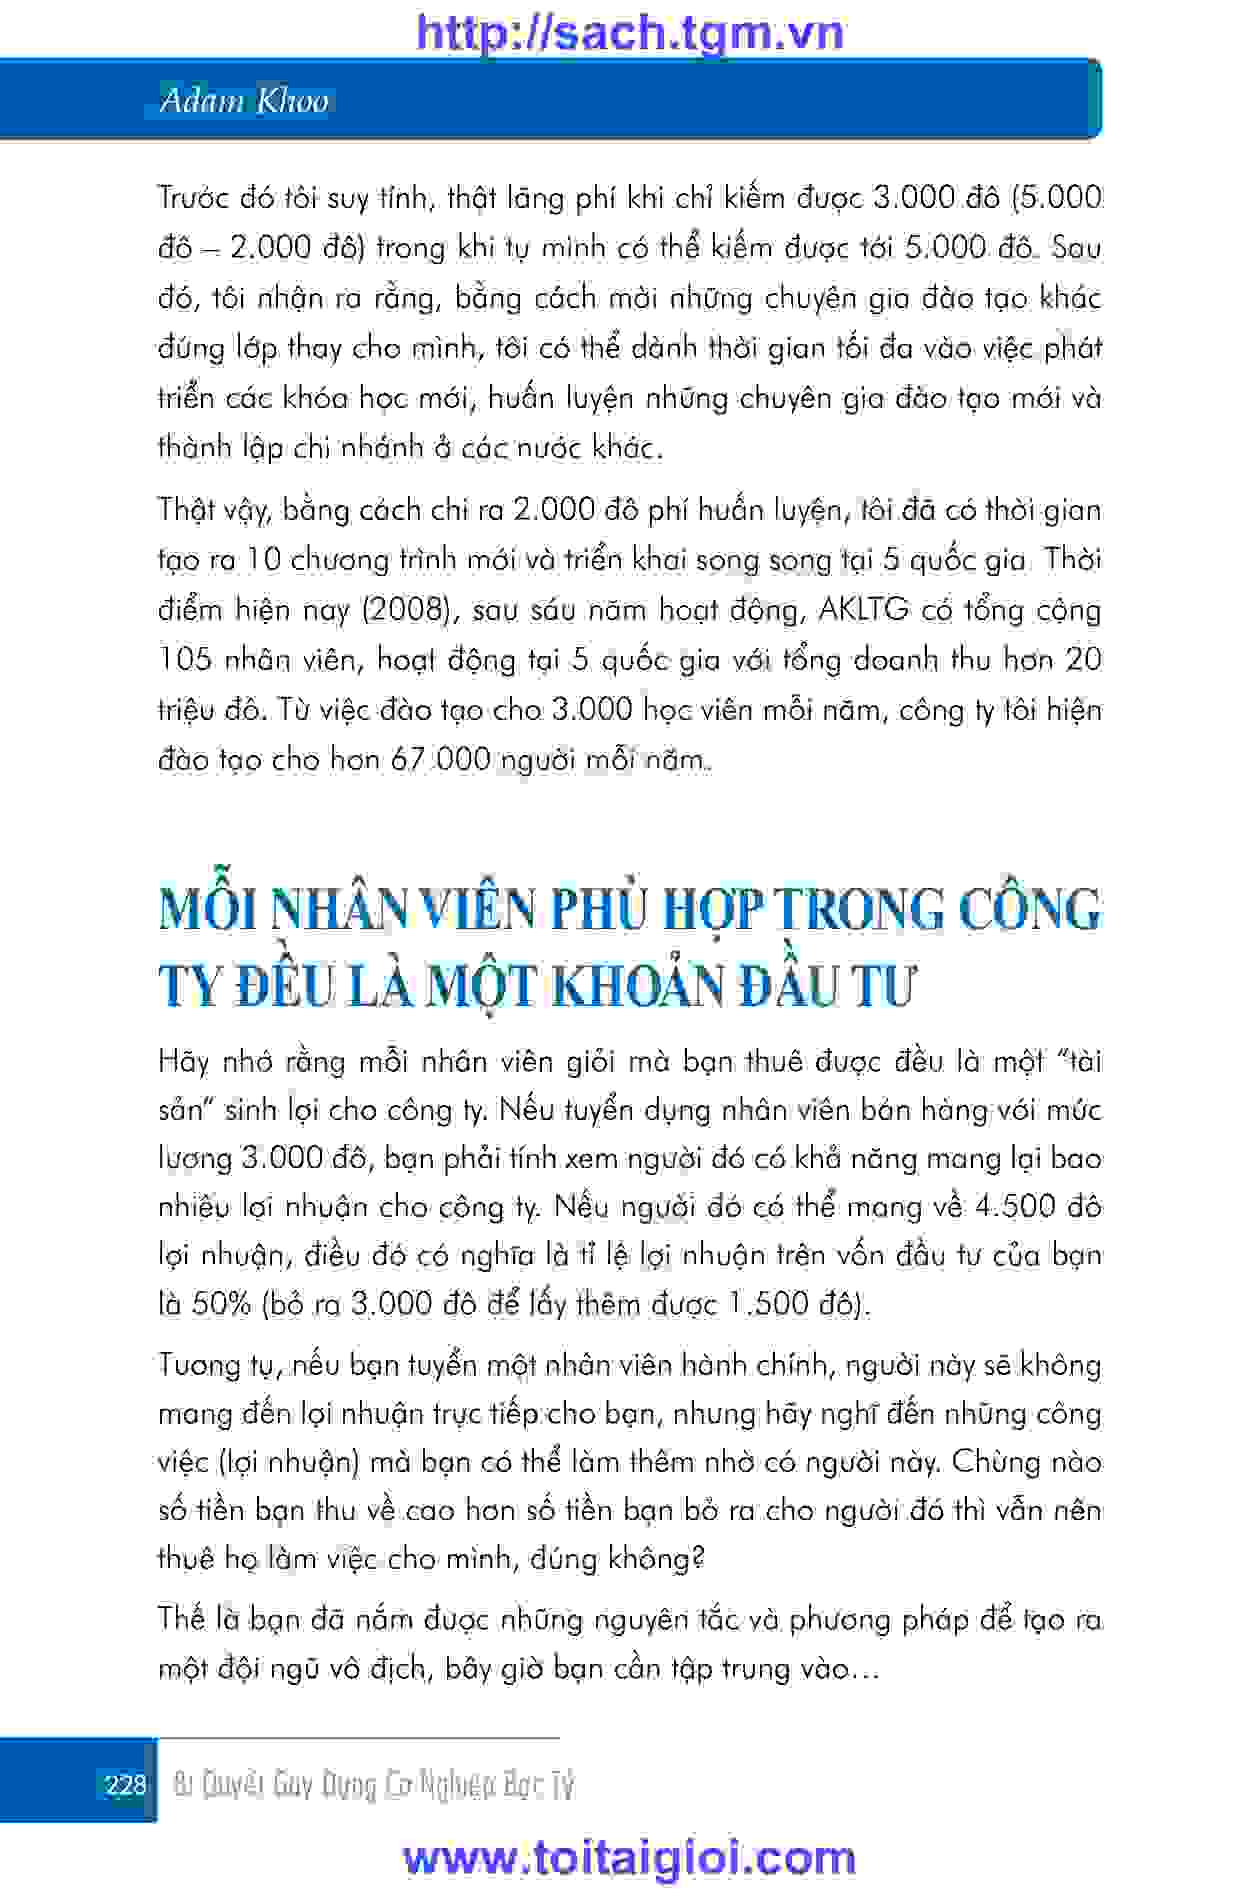 http://sach.tgm.vn
Adam Khoo
Trước đó tôi suy tính, thật lãng phí khi chỉ kiếm được 3.000 đô (5.000
đô – 2.000 đô) trong khi tự mình có thể kiếm được tới 5.000 đô. Sau
đó, tôi nhận ra rằng, bằng cách mời những chuyên gia đào tạo khác
đứng lớp thay cho mình, tôi có thể dành thời gian tối đa vào việc phát
triển các khóa học mới, huấn luyện những chuyên gia đào tạo mới và
thành lập chi nhánh ở các nước khác.
Thật vậy, bằng cách chi ra 2.000 đô phí huấn luyện, tôi đã có thời gian
tạo ra 10 chương trình mới và triển khai song song tại 5 quốc gia. Thời
điểm hiện nay (2008), sau sáu năm hoạt động, AKLTG có tổng cộng
105 nhân viên, hoạt động tại 5 quốc gia với tổng doanh thu hơn 20
triệu đô. Từ việc đào tạo cho 3.000 học viên mỗi năm, công ty tôi hiện
đào tạo cho hơn 67.000 người mỗi năm.
MỖI NHÂN VIÊN PHÙ HỢP TRONG CÔNG
TY ĐỀU LÀ MỘT KHOẢN ĐẦU TƯ
Hãy nhớ rằng mỗi nhân viên giỏi mà bạn thuê được đều là một “tài
sản” sinh lợi cho công ty. Nếu tuyển dụng nhân viên bán hàng với mức
lương 3.000 đô, bạn phải tính xem người đó có khả năng mang lại bao
nhiêu lợi nhuận cho công ty. Nếu người đó có thể mang về 4.500 đô
lợi nhuận, điều đó có nghĩa là tỉ lệ lợi nhuận trên vốn đầu tư của bạn
là 50% (bỏ ra 3.000 đô để lấy thêm được 1.500 đô).
Tương tự, nếu bạn tuyển một nhân viên hành chính, người này sẽ không
mang đến lợi nhuận trực tiếp cho bạn, nhưng hãy nghĩ đến những công
việc (lợi nhuận) mà bạn có thể làm thêm nhờ có người này. Chừng nào
số tiền bạn thu về cao hơn số tiền bạn bỏ ra cho người đó thì vẫn nên
thuê họ làm việc cho mình, đúng không?
Thế là bạn đã nắm được những nguyên tắc và phương pháp để tạo ra
một đội ngũ vô địch, bây giờ bạn cần tập trung vào...
228 Bí Quyết Gây Dựng Cơ Nghiệp Bạc Tỷ
www.toitaigioi.com